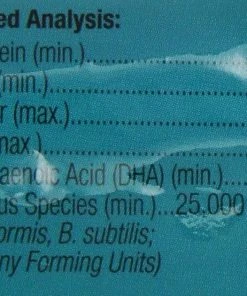 ed Analysis:
ein (min.)
(min.)
r (max.)
max.)
aenoic Acid (DHA) (min.)....
us Species (min.)...25,000
ormis, B. subtilis;
ny Forming Units)